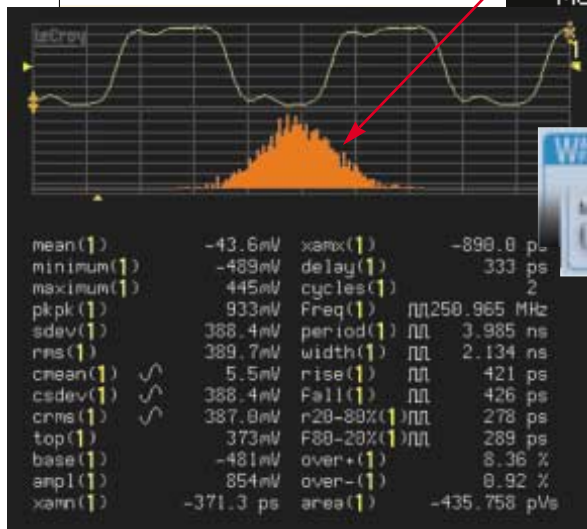 LeCroy
1
mean(1) -43.6mV xamx(1) -890.0 ps
minimum(1) -489mV delay(1) 333 ps
maximum(1) 445mV cycles(1) 2
pkpk(1) 933mV Freq(1) 250.965 MHz
sdev(1) 388.4mV period(1) 3.985 ns
rms(1) 389.7mV width(1) 2.134 ns
cmean(1) 5.5mV rise(1) 421 ps
csdev(1) 388.4mV Fall(1) 426 ps
crms(1) 387.0mV r20-80%(1) 278 ps
top(1) 373mV F80-20%(1) 289 ps
base(1) -481mV over+(1) 8.36 %
ampl(1) 854mV over-(1) 0.92 %
xamn(1) -371.3 ps area(1) -435.758 pVs